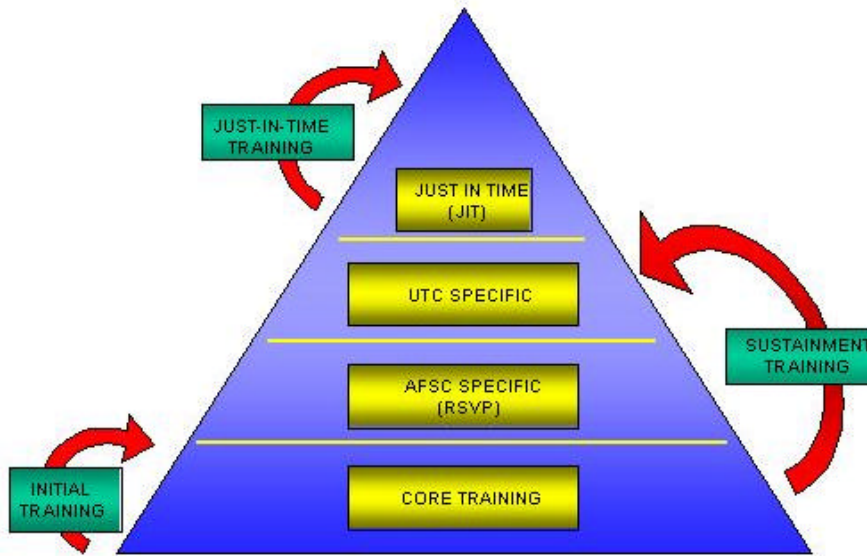 JUST-IN-TIME
TRAINING
JUST IN TIME
(JIT)
UTC SPECIFIC
SUSTAINMENT
TRAINING
AFSC SPECIFIC
(RSVP)
INITIAL
TRAINING
CORE TRAINING